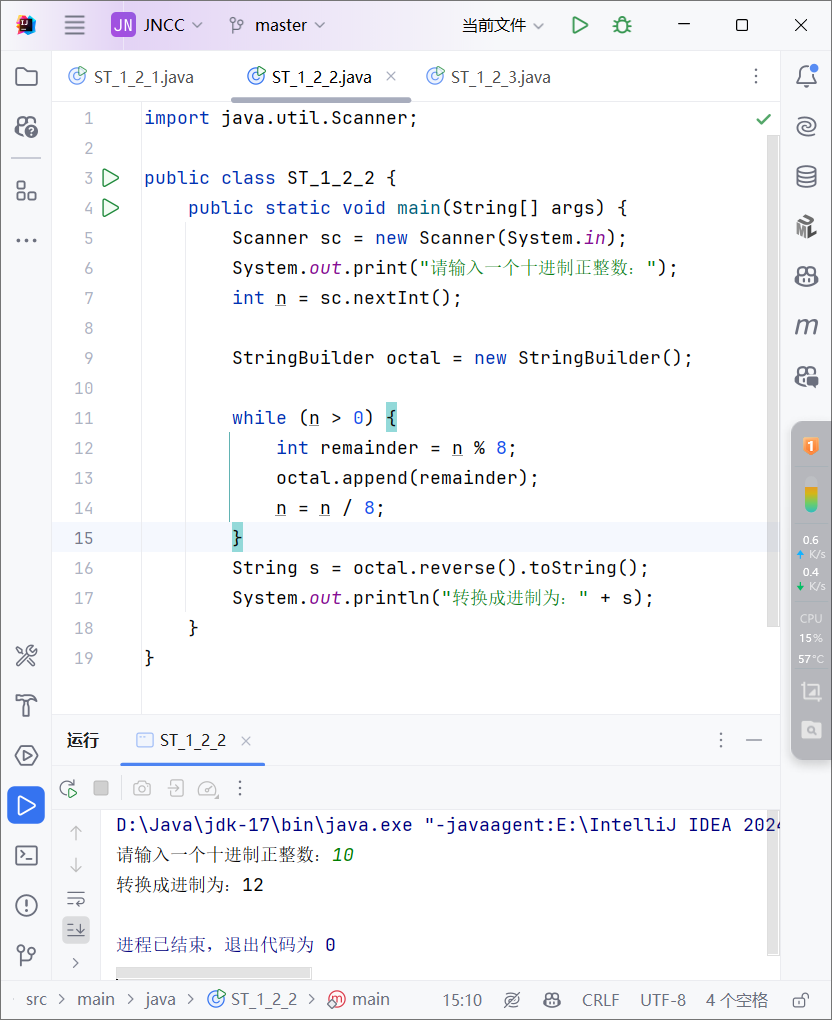 JN JNCC master 当前文件
ST_1_2_1.java ST_1_2_2.java ST_1_2_3.java
1 import java.util.Scanner;
2
3 public class ST_1_2_2 {
4 public static void main(String[] args) {
5 Scanner sc = new Scanner(System.in);
6 System.out.print("请输入一个十进制正整数：");
7 int n = sc.nextInt();
8
9 StringBuilder octal = new StringBuilder();
10
11 while (n > 0) {
12 int remainder = n % 8;
13 octal.append(remainder);
14 n = n / 8;
15 }
16 String s = octal.reverse().toString();
17 System.out.println("转换成进制为：" + s);
18 }
19 }
1
0.6
K/s
0.4
K/s
CPU
15%
57°C
运行 ST_1_2_2
D:\Java\jdk-17\bin\java.exe "-javaagent:E:\IntelliJ IDEA 2024
请输入一个十进制正整数：10
转换成进制为：12
进程已结束，退出代码为 0
src > main > java > ST_1_2_2 > main 15:10 CRLF UTF-8 4 个空格